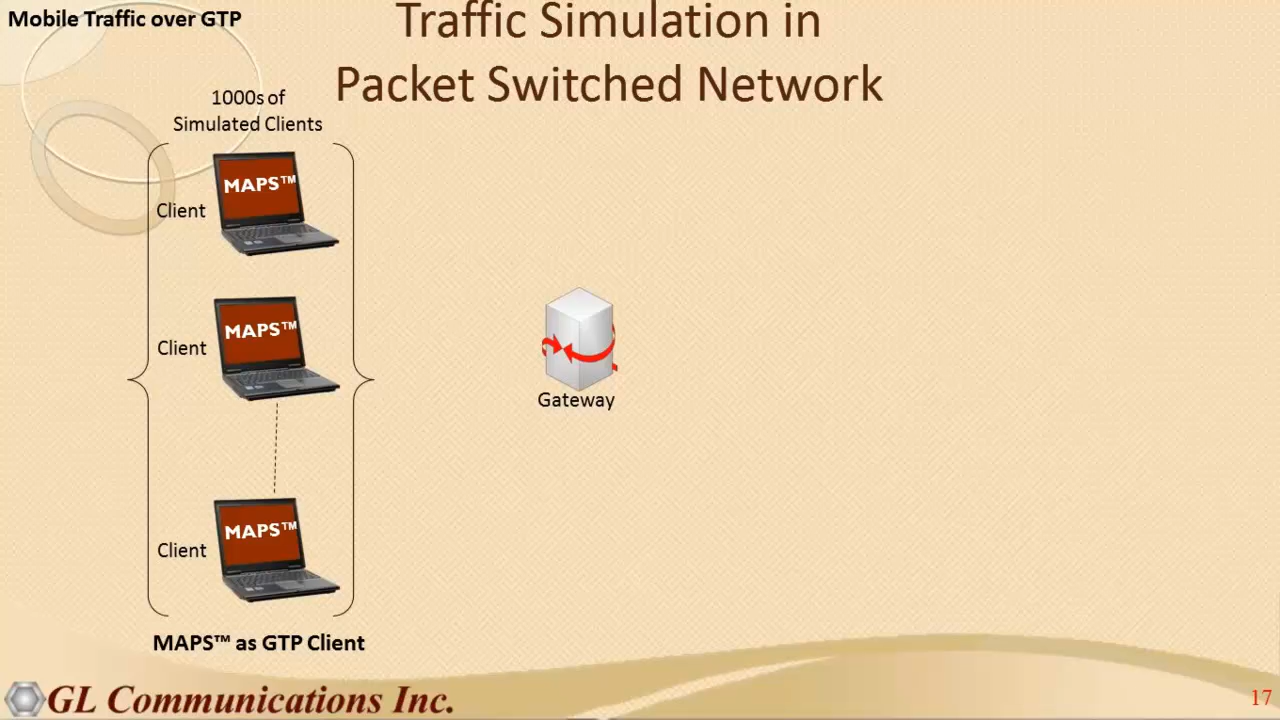 Mobile Traffic over GTP
Traffic Simulation in
Packet Switched Network
1000s of
Simulated Clients
MAPS™
Client
MAPS™
Client
Gateway
MAPS™
Client
MAPS™ as GTP Client
GL Communications Inc.
17